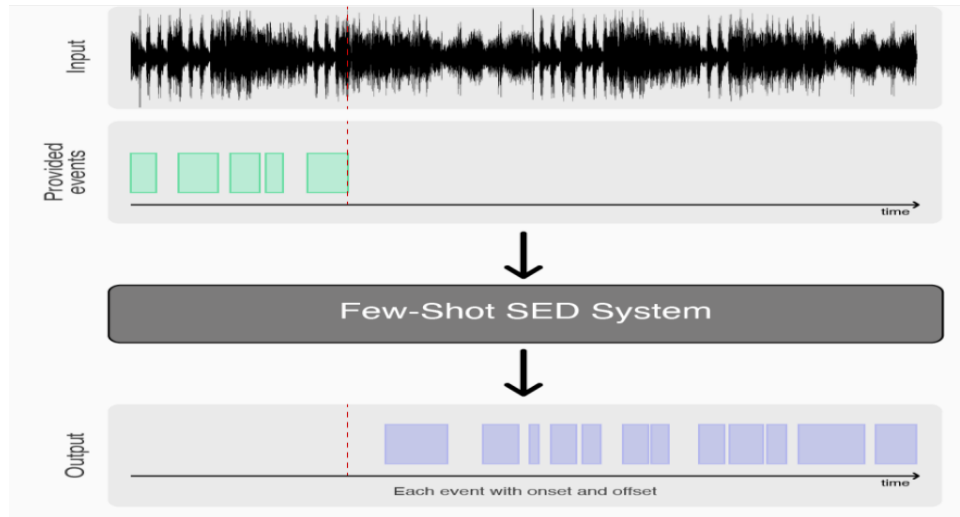 Input
Provided
events
time
Few-Shot SED System
Output
time
Each event with onset and offset